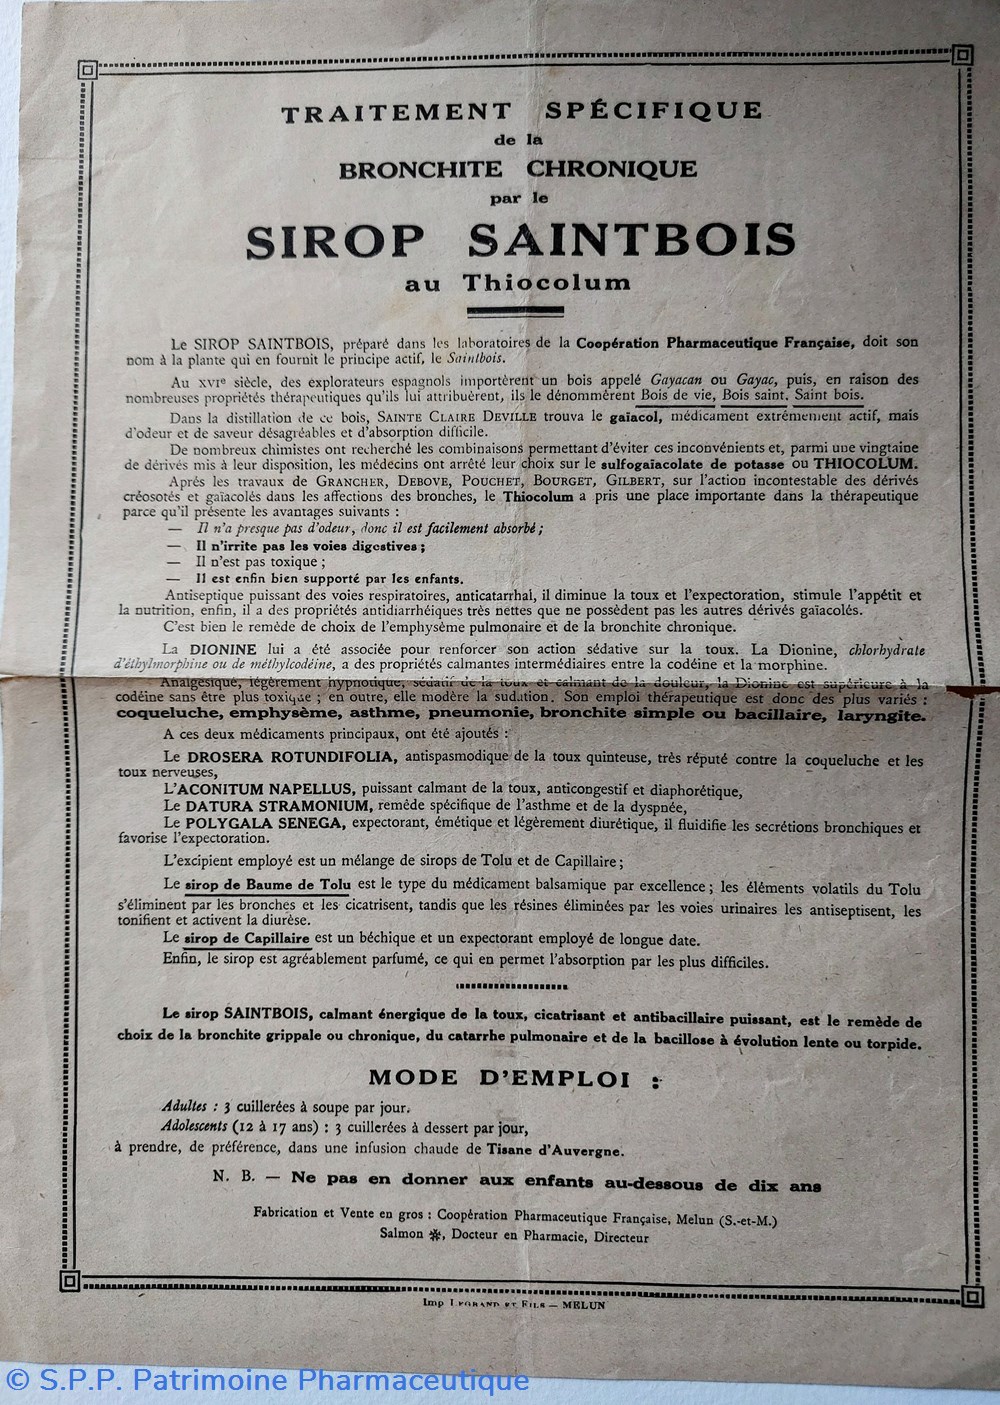 TRAITEMENT SPÉCIFIQUE
de la
BRONCHITE CHRONIQUE
par le
SIROP SAINTBOIS
au Thiocolum
Le SIROP SAINTBOIS, préparé dans les laboratoires de la Coopération Pharmaceutique Française, doit son
nom à la plante qui en fournit le principe actif, le Saintbois.
Au XVIe siècle, des explorateurs espagnols importèrent un bois appelé Gayacan ou Gayac, puis, en raison des
nombreuses propriétés thérapeutiques qu'ils lui attribuèrent, ils le dénommèrent Bois de vie, Bois saint. Saint bois.
Dans la distillation de ce bois, SAINTE CLAIRE DEVILLE trouva le gaïacol, médicament extrêmement actif, mais
d'odeur et de saveur désagréables et d'absorption difficile.
De nombreux chimistes ont recherché les combinaisons permettant d'éviter ces inconvénients et, parmi une vingtaine
de dérivés mis à leur disposition, les médecins ont arrêté leur choix sur le sulfogaïacolate de potasse ou THIOCOLUM.
Après les travaux de GRANCHER, DEBOVE, POUCHET, BOURGET, GILBERT, sur l'action incontestable des dérivés
créosotés et gaïacolés dans les affections des bronches, le Thiocolum a pris une place importante dans la thérapeutique
parce qu'il présente les avantages suivants :
— Il n'a presque pas d'odeur, donc il est facilement absorbé ;
— Il n'irrite pas les voies digestives ;
— Il n'est pas toxique ;
— Il est enfin bien supporté par les enfants.
Antiseptique puissant des voies respiratoires, anticatarrhal, il diminue la toux et l'expectoration, stimule l'appétit et
la nutrition, enfin, il a des propriétés antidiarrhéiques très nettes que ne possèdent pas les autres dérivés gaïacolés.
C'est bien le remède de choix de l'emphysème pulmonaire et de la bronchite chronique.
La DIONINE lui a été associée pour renforcer son action sédative sur la toux. La Dionine, chlorhydrate
d'éthylmorphine ou de méthylcodéine, a des propriétés calmantes intermédiaires entre la codéine et la morphine.
Analgésique, légèrement hypnotique, sédatif de la toux et calmant de la douleur, la Dionine est supérieure à la
codéine sans être plus toxique ; en outre, elle modère la sudation. Son emploi thérapeutique est donc des plus variés :
coqueluche, emphysème, asthme, pneumonie, bronchite simple ou bacillaire, laryngite.
A ces deux médicaments principaux, ont été ajoutés :
Le DROSERA ROTUNDIFOLIA, antispasmodique de la toux quinteuse, très réputé contre la coqueluche et les
toux nerveuses,
L'ACONITUM NAPELLUS, puissant calmant de la toux, anticongestif et diaphorétique,
Le DATURA STRAMONIUM, remède spécifique de l'asthme et de la dyspnée,
Le POLYGALA SENEGA, expectorant, émétique et légèrement diurétique, il fluidifie les secrétions bronchiques et
favorise l'expectoration.
L'excipient employé est un mélange de sirops de Tolu et de Capillaire ;
Le sirop de Baume de Tolu est le type du médicament balsamique par excellence ; les éléments volatils du Tolu
s'éliminent par les bronches et les cicatrisent, tandis que les résines éliminées par les voies urinaires les antiseptisent, les
tonifient et activent la diurèse.
Le sirop de Capillaire est un béchique et un expectorant employé de longue date.
Enfin, le sirop est agréablement parfumé, ce qui en permet l'absorption par les plus difficiles.
Le sirop SAINTBOIS, calmant énergique de la toux, cicatrisant et antibacillaire puissant, est le remède de
choix de la bronchite grippale ou chronique, du catarrhe pulmonaire et de la bacillose à évolution lente ou torpide.
MODE D'EMPLOI :
Adultes : 3 cuillerées à soupe par jour.
Adolescents (12 à 17 ans) : 3 cuillerées à dessert par jour,
à prendre, de préférence, dans une infusion chaude de Tisane d'Auvergne.
N. B. — Ne pas en donner aux enfants au-dessous de dix ans
Fabrication et Vente en gros : Coopération Pharmaceutique Française, Melun (S.-et-M.)
Salmon ✻, Docteur en Pharmacie, Directeur
Imp LEGRAND ET FILS — MELUN
© S.P.P. Patrimoine Pharmaceutique